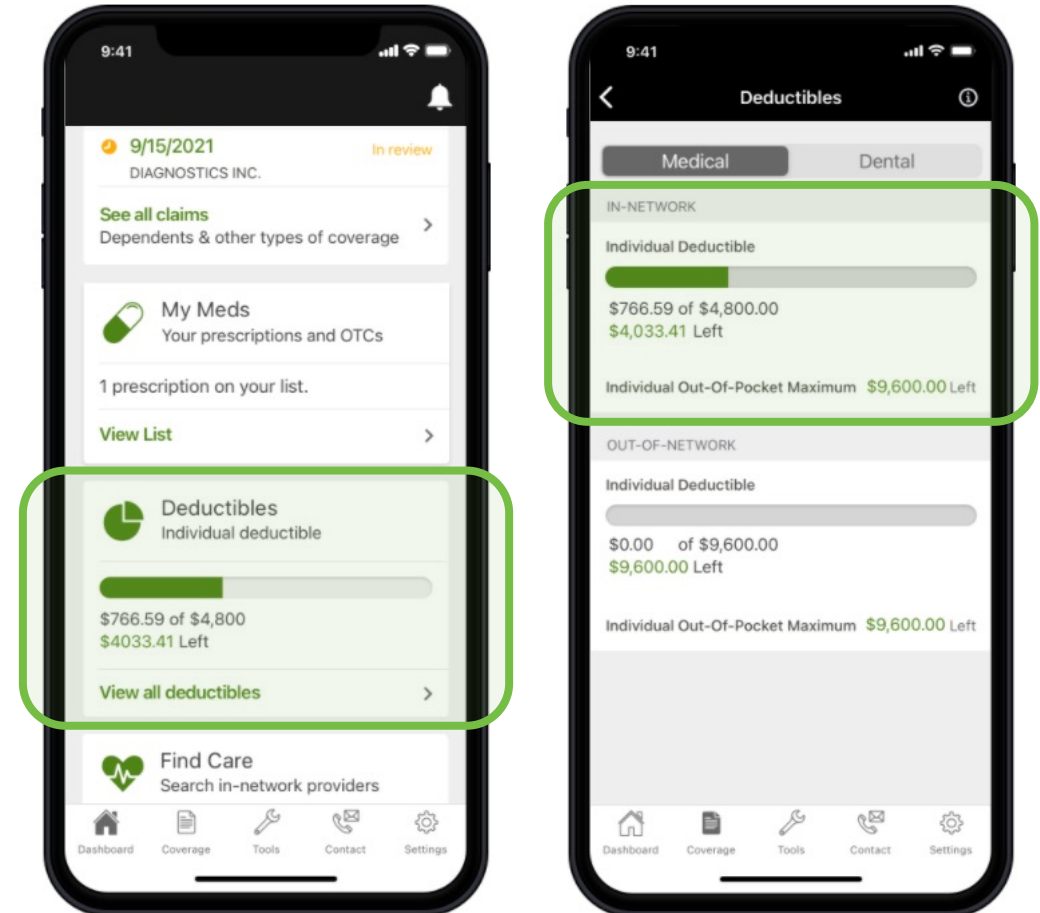 9:41
9/15/2021 In review
DIAGNOSTICS INC.
See all claims
Dependents & other types of coverage
My Meds
Your prescriptions and OTCs
1 prescription on your list.
View List
Deductibles
Individual deductible
$766.59 of $4,800
$4033.41 Left
View all deductibles
Find Care
Search in-network providers
Dashboard Coverage Tools Contact Settings
9:41
Deductibles
Medical Dental
IN-NETWORK
Individual Deductible
$766.59 of $4,800.00
$4,033.41 Left
Individual Out-Of-Pocket Maximum $9,600.00 Left
OUT-OF-NETWORK
Individual Deductible
$0.00 of $9,600.00
$9,600.00 Left
Individual Out-Of-Pocket Maximum $9,600.00 Left
Dashboard Coverage Tools Contact Settings